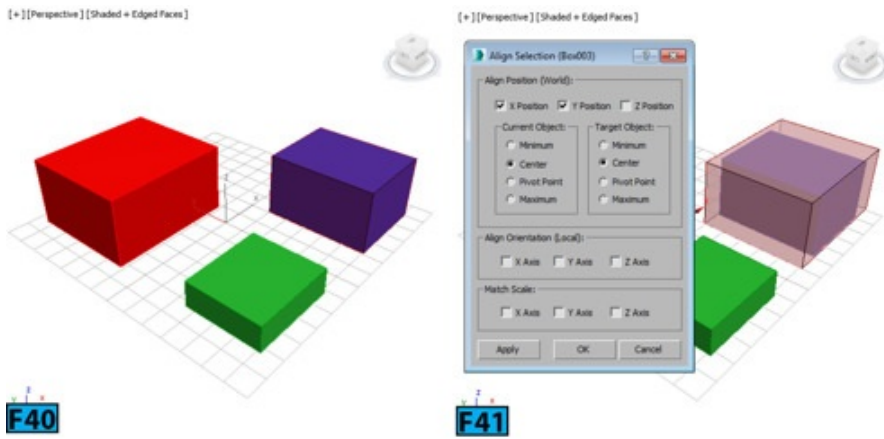 [+] [Perspective] [Shaded + Edged Faces]
[+] [Perspective] [Shaded + Edged Faces]
Align Selection (Box003)
Align Position (World):
X Position Y Position Z Position
Current Object: Target Object:
Minimum Minimum
Center Center
Pivot Point Pivot Point
Maximum Maximum
Align Orientation (Local):
X Axis Y Axis Z Axis
Match Scale:
X Axis Y Axis Z Axis
Apply OK Cancel
z
x
z
y x
z
x
F40
F41